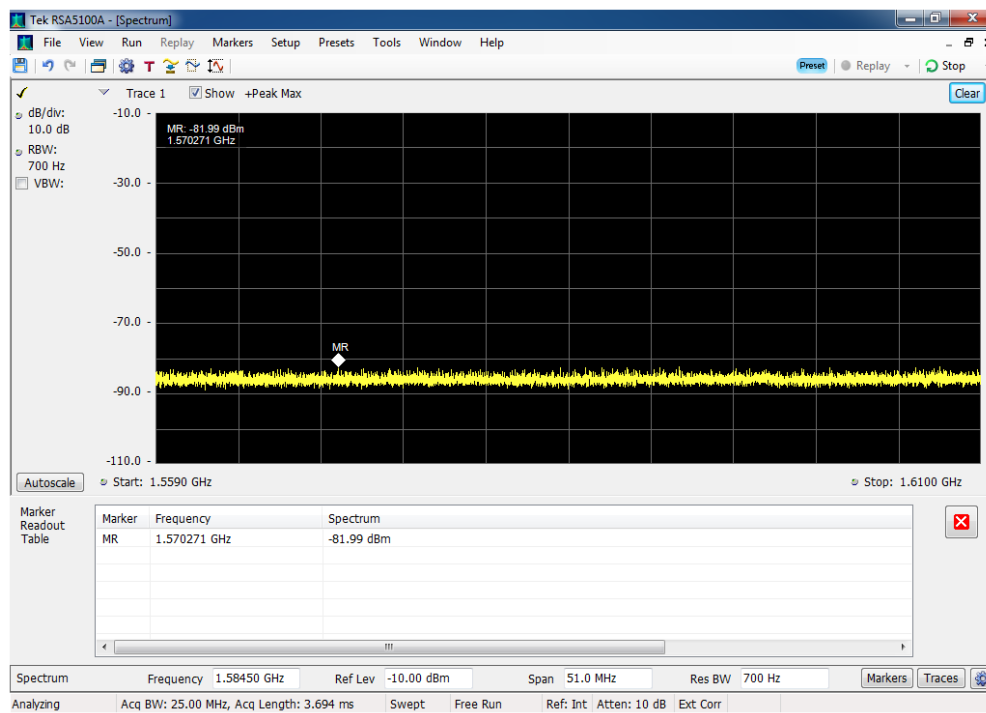 Tek RSA5100A - [Spectrum]
File View Run Replay Markers Setup Presets Tools Window Help
T Preset Replay Stop
Trace 1 Show +Peak Max Clear
dB/div:
10.0 dB
RBW:
700 Hz
VBW:
-10.0
-30.0
-50.0
-70.0
-90.0
-110.0
MR: -81.99 dBm
1.570271 GHz
MR
Autoscale Start: 1.5590 GHz Stop: 1.6100 GHz
Marker
Readout
Table
Marker Frequency Spectrum
MR 1.570271 GHz -81.99 dBm
Spectrum Frequency 1.58450 GHz Ref Lev -10.00 dBm Span 51.0 MHz Res BW 700 Hz Markers Traces
Analyzing Acq BW: 25.00 MHz, Acq Length: 3.694 ms Swept Free Run Ref: Int Atten: 10 dB Ext Corr